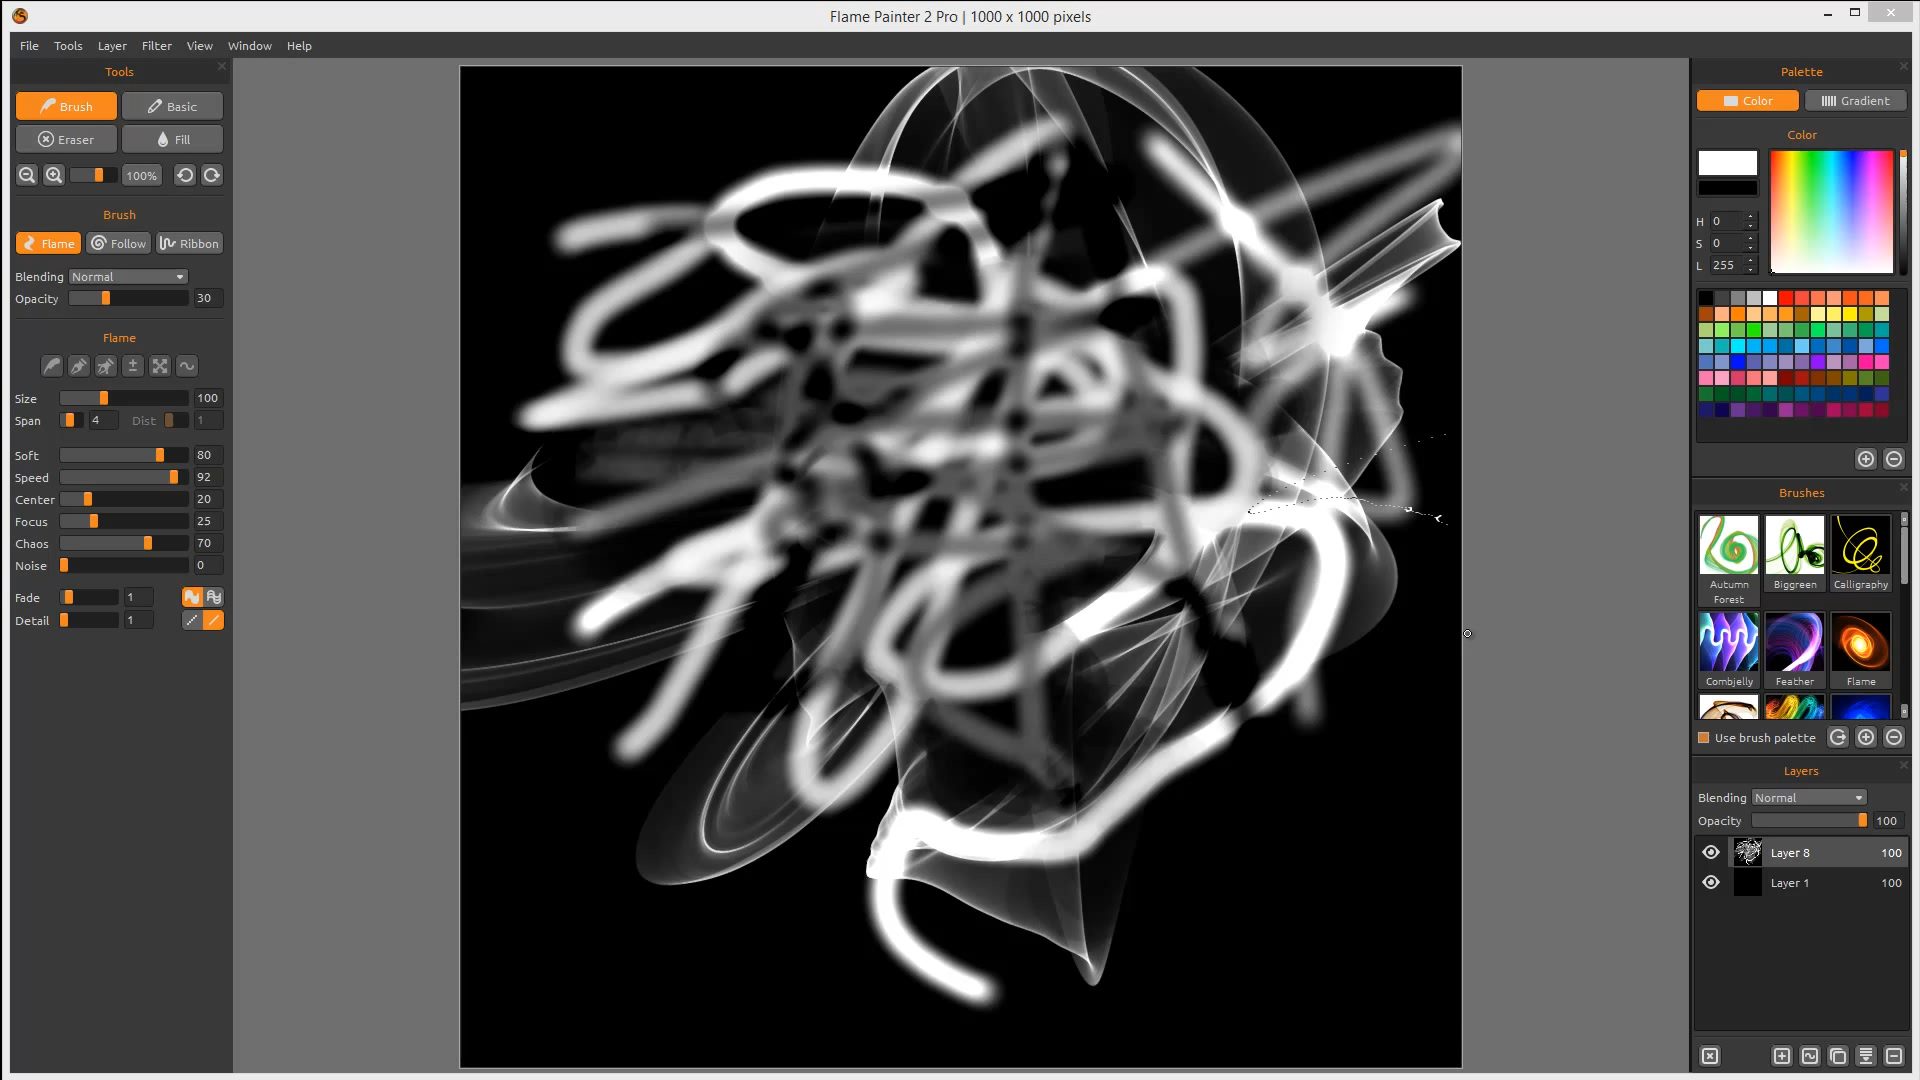 Flame Painter 2 Pro | 1000 x 1000 pixels
File Tools Layer Filter View Window Help
Tools
Brush Basic
Eraser Fill
100%
Brush
Flame Follow Ribbon
Blending Normal
Opacity 30
Flame
Size 100
Span 4 Dist 1
Soft 80
Speed 92
Center 20
Focus 25
Chaos 70
Noise 0
Fade 1
Detail 1
Palette
Color Gradient
Color
H 0
S 0
L 255
Brushes
Autumn Forest Biggreen Calligraphy
Combjelly Feather Flame
Use brush palette
Layers
Blending Normal
Opacity 100
Layer 8 100
Layer 1 100